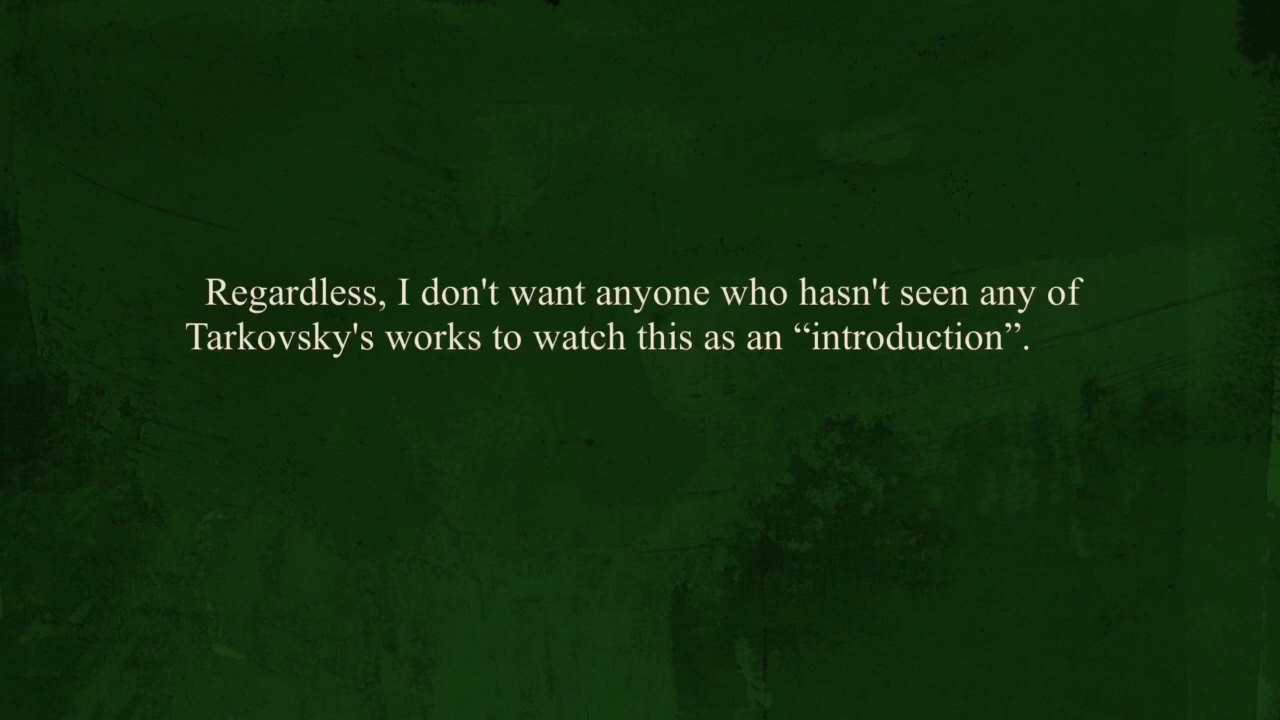 Regardless, I don't want anyone who hasn't seen any of
Tarkovsky's works to watch this as an “introduction”.